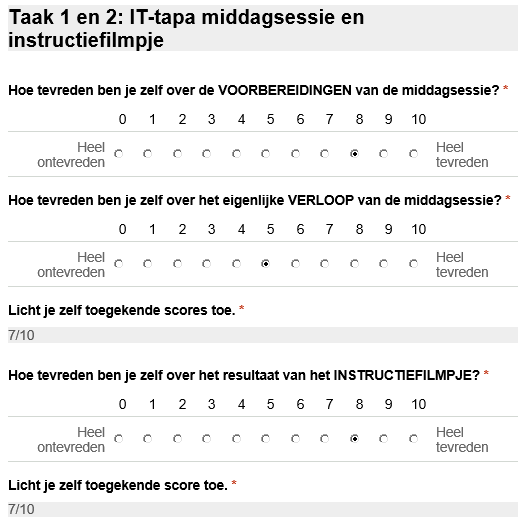 Taak 1 en 2: IT-tapa middagsessie en
instructiefilmpje
Hoe tevreden ben je zelf over de VOORBEREIDINGEN van de middagsessie? *
0 1 2 3 4 5 6 7 8 9 10
Heel
ontevreden
Heel
tevreden
Hoe tevreden ben je zelf over het eigenlijke VERLOOP van de middagsessie? *
0 1 2 3 4 5 6 7 8 9 10
Heel
ontevreden
Heel
tevreden
Licht je zelf toegekende scores toe. *
7/10
Hoe tevreden ben je zelf over het resultaat van het INSTRUCTIEFILMPJE? *
0 1 2 3 4 5 6 7 8 9 10
Heel
ontevreden
Heel
tevreden
Licht je zelf toegekende score toe. *
7/10